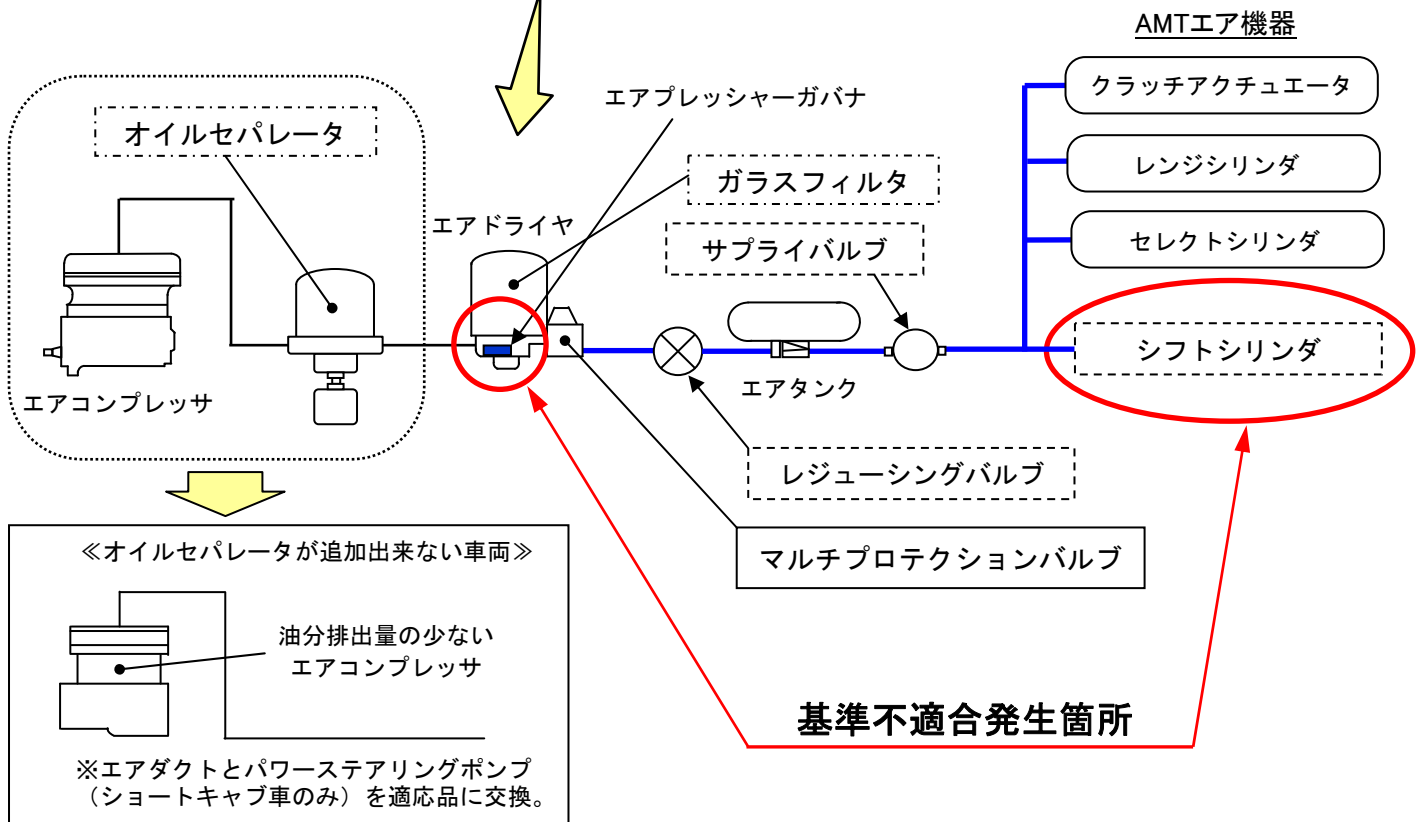 AMTエア機器
クラッチアクチュエータ
エアプレッシャーガバナ
オイルセパレータ
レンジシリンダ
ガラスフィルタ
エアドライヤ
セレクトシリンダ
サプライバルブ
シフトシリンダ
エアタンク
エアコンプレッサ
レジューシングバルブ
マルチプロテクションバルブ
≪オイルセパレータが追加出来ない車両≫
油分排出量の少ない
エアコンプレッサ
※エアダクトとパワーステアリングポンプ
（ショートキャブ車のみ）を適応品に交換。
基準不適合発生箇所